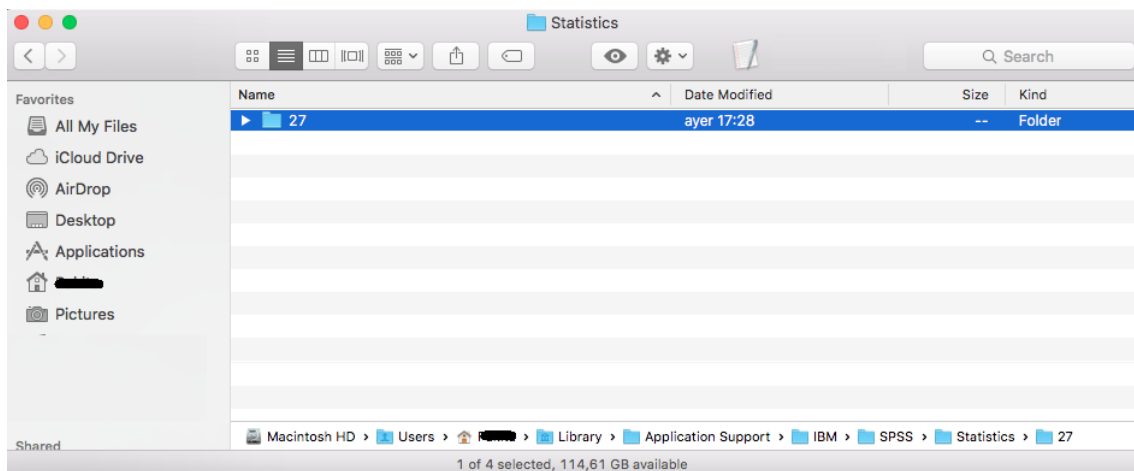 Statistics
Search
Favorites
All My Files
iCloud Drive
AirDrop
Desktop
Applications
Pictures
Shared
Name Date Modified Size Kind
27 ayer 17:28 -- Folder
Macintosh HD › Users › › Library › Application Support › IBM › SPSS › Statistics › 27
1 of 4 selected, 114,61 GB available